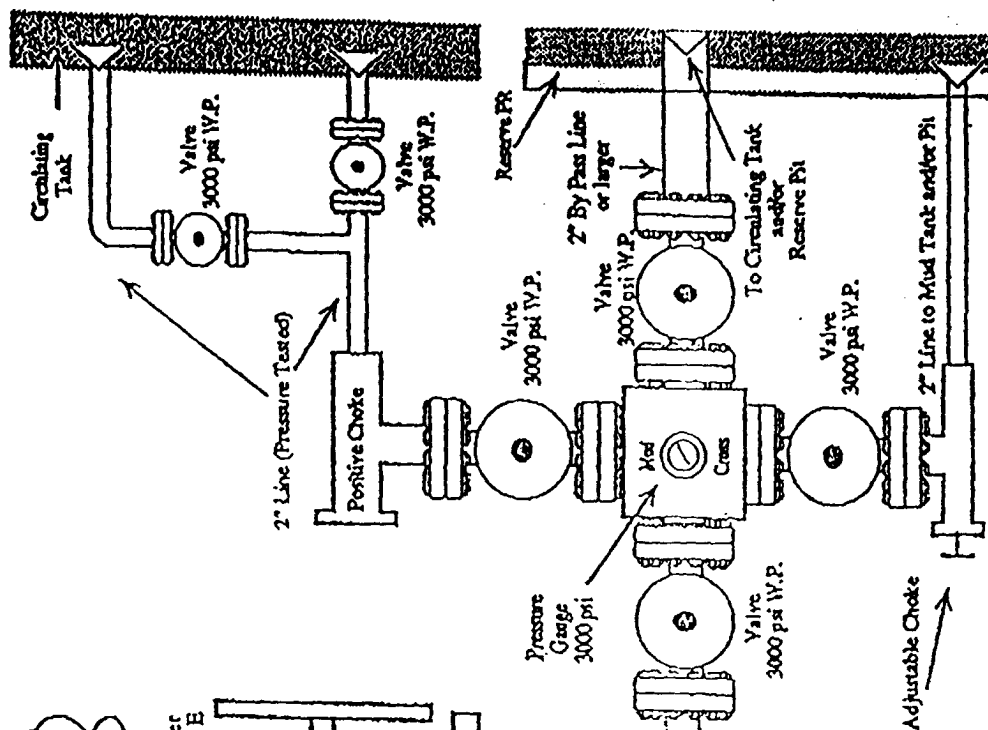 Circulating
Tank
Valve
3000 psi W.P.
Valve
3000 psi W.P.
2" Line (Pressure Tested)
Positive Choke
Valve
3000 psi W.P.
Reserve PR
2" By Pass Line
or larger
Valve
3000 psi W.P.
To Circulating Tank
and/or
Reserve Pit
Mud
Cross
Pressure
Gauge
3000 psi
Valve
3000 psi W.P.
Valve
3000 psi W.P.
2" Line to Mud Tank and/or Pit
Adjustable Choke
E